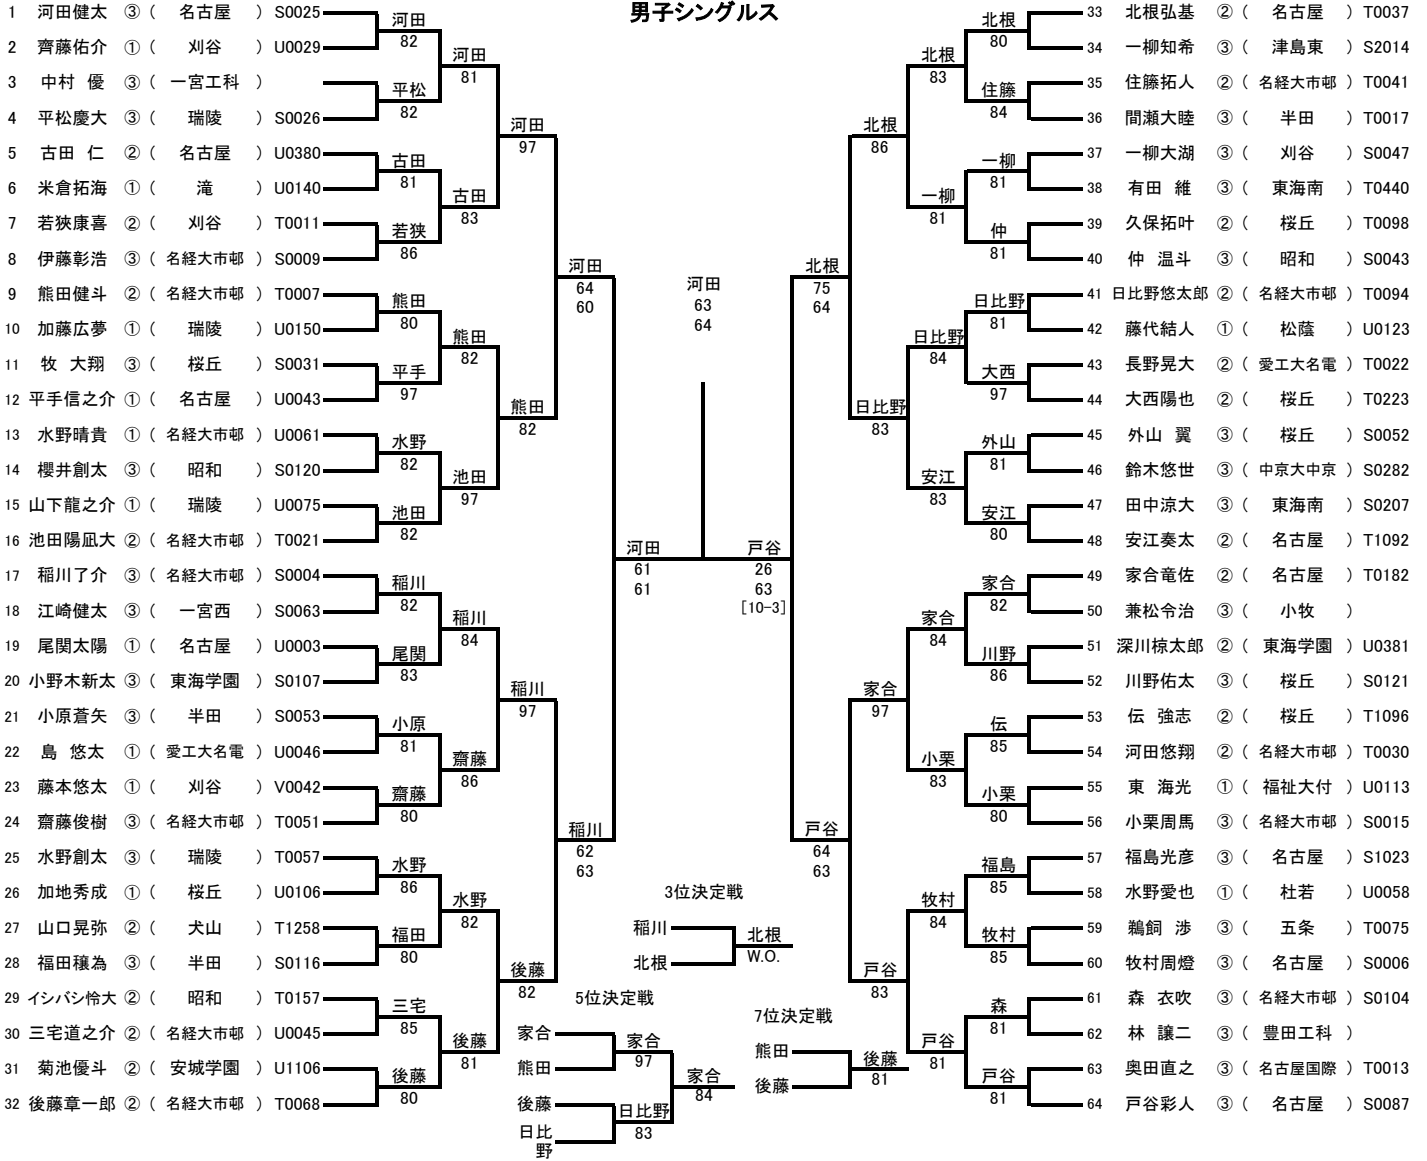 男子シングルス
1 河田健太 ③ ( 名古屋 ) S0025
2 齊藤佑介 ① ( 刈谷 ) U0029
3 中村 優 ③ ( 一宮工科 )
4 平松慶大 ③ ( 瑞陵 ) S0026
5 古田 仁 ② ( 名古屋 ) U0380
6 米倉拓海 ① ( 滝 ) U0140
7 若狹康喜 ② ( 刈谷 ) T0011
8 伊藤彰浩 ③ ( 名経大市邨 ) S0009
9 熊田健斗 ② ( 名経大市邨 ) T0007
10 加藤広夢 ① ( 瑞陵 ) U0150
11 牧 大翔 ③ ( 桜丘 ) S0031
12 平手信之介 ① ( 名古屋 ) U0043
13 水野晴貴 ① ( 名経大市邨 ) U0061
14 櫻井創太 ③ ( 昭和 ) S0120
15 山下龍之介 ① ( 瑞陵 ) U0075
16 池田陽凪大 ② ( 名経大市邨 ) T0021
17 稲川了介 ③ ( 名経大市邨 ) S0004
18 江崎健太 ③ ( 一宮西 ) S0063
19 尾関太陽 ① ( 名古屋 ) U0003
20 小野木新太 ③ ( 東海学園 ) S0107
21 小原蒼矢 ③ ( 半田 ) S0053
22 島 悠太 ① ( 愛工大名電 ) U0046
23 藤本悠太 ① ( 刈谷 ) V0042
24 齋藤俊樹 ③ ( 名経大市邨 ) T0051
25 水野創太 ③ ( 瑞陵 ) T0057
26 加地秀成 ① ( 桜丘 ) U0106
27 山口晃弥 ② ( 犬山 ) T1258
28 福田穣為 ③ ( 半田 ) S0116
29 イシバシ怜大 ② ( 昭和 ) T0157
30 三宅道之介 ② ( 名経大市邨 ) U0045
31 菊池優斗 ② ( 安城学園 ) U1106
32 後藤章一郎 ② ( 名経大市邨 ) T0068
河田
82
平松
82
古田
81
若狭
86
熊田
80
平手
97
水野
82
池田
82
稲川
82
尾関
83
小原
81
齋藤
80
水野
86
福田
80
三宅
85
後藤
80
河田
81
古田
83
熊田
82
池田
97
稲川
84
齋藤
86
水野
82
後藤
81
河田
97
熊田
82
稲川
97
後藤
82
河田
64
60
稲川
62
63
河田
61
61
河田
63
64
戸谷
26
63
[10-3]
北根
75
64
戸谷
64
63
北根
86
日比野
83
家合
97
戸谷
83
北根
83
一柳
81
日比野
84
安江
83
家合
84
小栗
83
牧村
84
戸谷
81
北根
80
住藤
84
一柳
81
仲
81
日比野
81
大西
97
外山
81
安江
80
家合
82
川野
86
伝
85
小栗
80
福島
85
牧村
85
森
81
戸谷
81
33 北根弘基 ② ( 名古屋 ) T0037
34 一柳知希 ③ ( 津島東 ) S2014
35 住藤拓人 ② ( 名経大市邨 ) T0041
36 間瀬大睦 ③ ( 半田 ) T0017
37 一柳大湖 ③ ( 刈谷 ) S0047
38 有田 維 ③ ( 東海南 ) T0440
39 久保拓叶 ② ( 桜丘 ) T0098
40 仲 温斗 ③ ( 昭和 ) S0043
41 日比野悠太郎 ② ( 名経大市邨 ) T0094
42 藤代結人 ① ( 松蔭 ) U0123
43 長野晃大 ② ( 愛工大名電 ) T0022
44 大西陽也 ② ( 桜丘 ) T0223
45 外山 翼 ③ ( 桜丘 ) S0052
46 鈴木悠世 ③ ( 中京大中京 ) S0282
47 田中涼大 ③ ( 東海南 ) S0207
48 安江奏太 ② ( 名古屋 ) T1092
49 家合竜佐 ② ( 名古屋 ) T0182
50 兼松令治 ③ ( 小牧 )
51 深川椋太郎 ② ( 東海学園 ) U0381
52 川野佑太 ③ ( 桜丘 ) S0121
53 伝 強志 ② ( 桜丘 ) T1096
54 河田悠翔 ② ( 名経大市邨 ) T0030
55 東 海光 ① ( 福祉大付 ) U0113
56 小栗周馬 ③ ( 名経大市邨 ) S0015
57 福島光彦 ③ ( 名古屋 ) S1023
58 水野愛也 ① ( 杜若 ) U0058
59 鵜飼 渉 ③ ( 五条 ) T0075
60 牧村周燈 ③ ( 名古屋 ) S0006
61 森 衣吹 ③ ( 名経大市邨 ) S0104
62 林 譲二 ③ ( 豊田工科 )
63 奥田直之 ③ ( 名古屋国際 ) T0013
64 戸谷彩人 ③ ( 名古屋 ) S0087
3位決定戦
稲川
北根
北根
W.O.
5位決定戦
家合
熊田
後藤
日比
野
家合
97
日比野
83
家合
84
7位決定戦
熊田
後藤
後藤
81